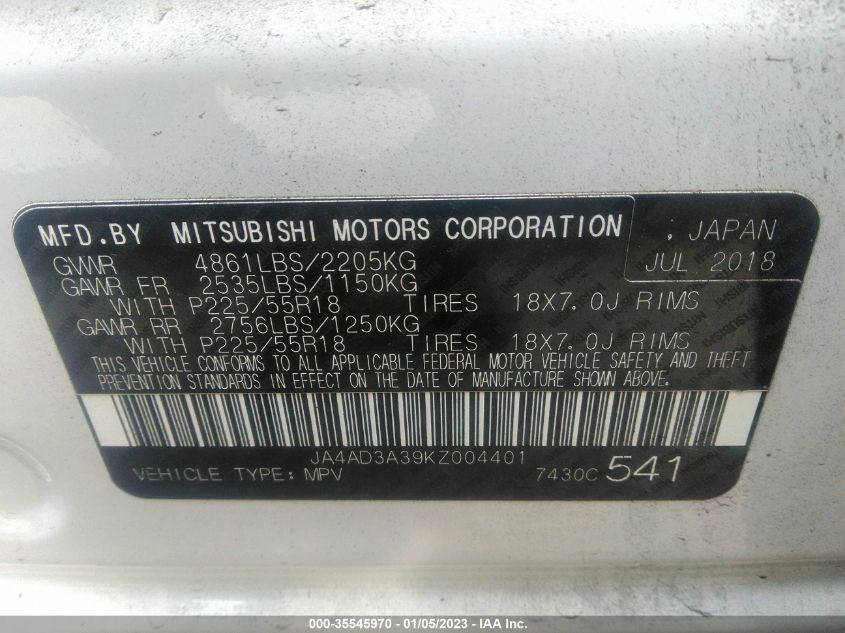 MFD.BY MITSUBISHI MOTORS CORPORATION , JAPAN
GVWR 4861LBS/2205KG JUL 2018
GAWR FR 2535LBS/1150KG
WITH P225/55R18 TIRES 18X7.0J RIMS
GAWR RR 2756LBS/1250KG
WITH P225/55R18 TIRES 18X7.0J RIMS
THIS VEHICLE CONFORMS TO ALL APPLICABLE FEDERAL MOTOR VEHICLE SAFETY AND THEFT
PREVENTION STANDARDS IN EFFECT ON THE DATE OF MANUFACTURE SHOWN ABOVE.
JA4AD3A39KZ004401
VEHICLE TYPE: MPV 7430C 541
000-35545970 - 01/05/2023 - IAA Inc.